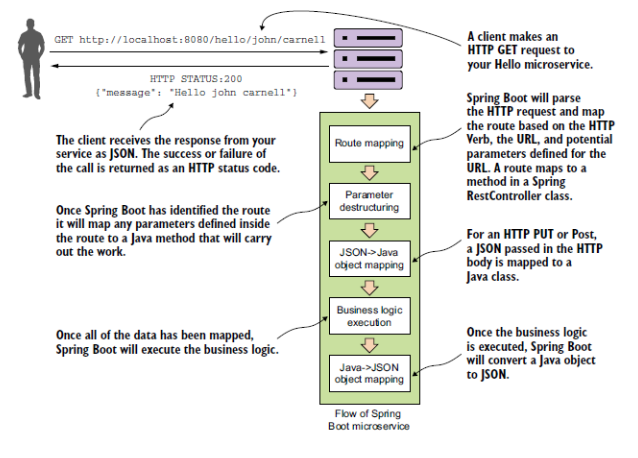 GET http://localhost:8080/hello/john/carnell
HTTP STATUS:200
{"message": "Hello john carnell"}
A client makes an
HTTP GET request to
your Hello microservice.
The client receives the response from your
service as JSON. The success or failure of
the call is returned as an HTTP status code.
Route mapping
Spring Boot will parse
the HTTP request and map
the route based on the HTTP
Verb, the URL, and potential
parameters defined for the
URL. A route maps to a
method in a Spring
RestController class.
Once Spring Boot has identified the route
it will map any parameters defined inside
the route to a Java method that will carry
out the work.
Parameter
destructuring
JSON->Java
object mapping
For an HTTP PUT or Post,
a JSON passed in the HTTP
body is mapped to a
Java class.
Business logic
execution
Once all of the data has been mapped,
Spring Boot will execute the business logic.
Java->JSON
object mapping
Once the business logic
is executed, Spring Boot
will convert a Java object
to JSON.
Flow of Spring
Boot microservice